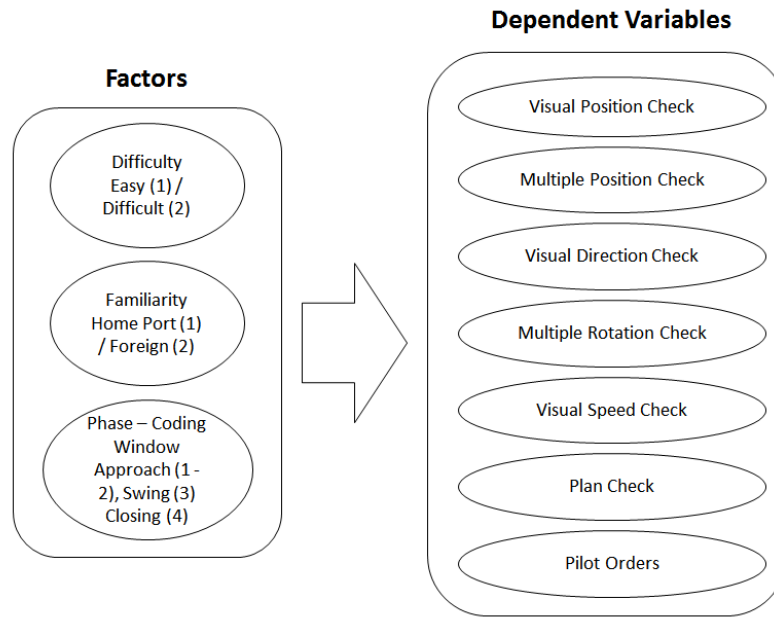 Factors
Difficulty
Easy (1) /
Difficult (2)
Familiarity
Home Port (1)
/ Foreign (2)
Phase – Coding
Window
Approach (1 -
2), Swing (3)
Closing (4)
Dependent Variables
Visual Position Check
Multiple Position Check
Visual Direction Check
Multiple Rotation Check
Visual Speed Check
Plan Check
Pilot Orders